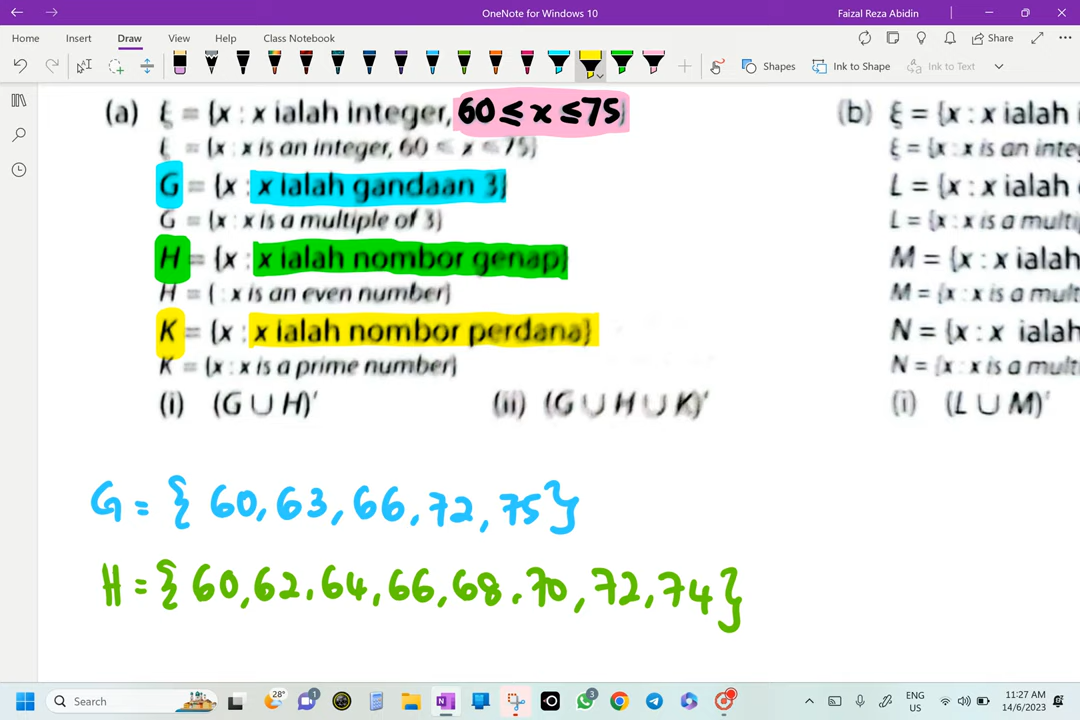 OneNote for Windows 10
Faizal Reza Abidin
Home Insert Draw View Help Class Notebook Share
Shapes Ink to Shape Ink to Text
(a) ξ = {x : x ialah integer, 60 ≤ x ≤ 75}
ξ = {x : x is an integer, 60 ≤ x ≤ 75}
G = {x : x ialah gandaan 3}
G = {x : x is a multiple of 3}
H = {x : x ialah nombor genap}
H = { : x is an even number}
K = {x : x ialah nombor perdana}
K = {x : x is a prime number}
(i) (G ∪ H)′ (ii) (G ∪ H ∪ K)′
(b) ξ = {x : x ialah i
ξ = {x : x is an inte
L = {x : x ialah
L = {x : x is a multi
M = {x : x ialah
M = {x : x is a mult
N = {x : x ialah
N = {x : x is a mult
(i) (L ∪ M)′
G = { 60, 63, 66, 72, 75}
H = { 60, 62, 64, 66, 68, 70, 72, 74}
Search 28° 1 3 ENG US 11:27 AM 14/6/2023